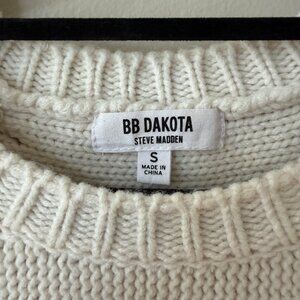 BB DAKOTA
STEVE MADDEN
S
MADE IN
CHINA